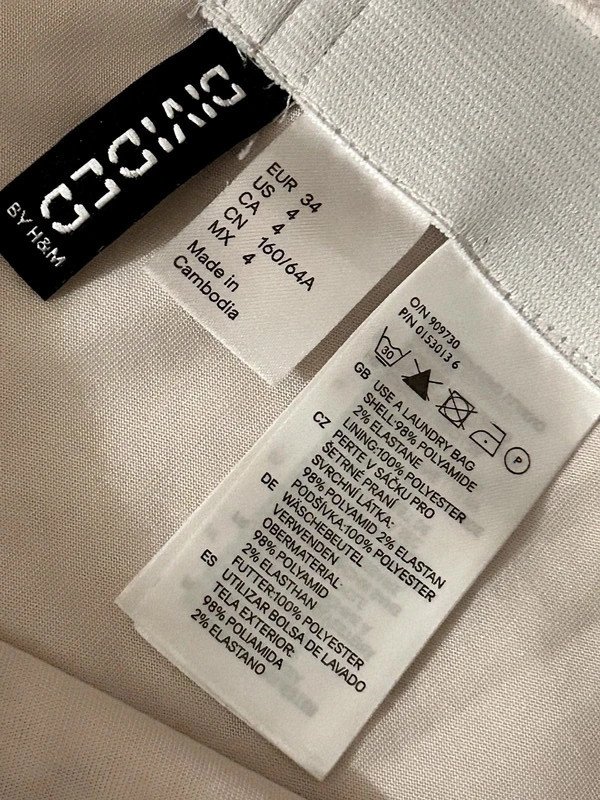 DIVIDED
BY H&M
EUR 34
US 4
CA 4
CN 160/64A
MX 4
Made in
Cambodia
O/N 909730
P/N 0153013 6
30
P
GB USE A LAUNDRY BAG
SHELL:98% POLYAMIDE
2% ELASTANE
LINING:100% POLYESTER
CZ PERTE V SÁČKU PRO
ŠETRNÉ PRANÍ
SVRCHNÍ LÁTKA:
98% POLYAMID 2% ELASTAN
PODŠÍVKA:100% POLYESTER
DE WÄSCHEBEUTEL
VERWENDEN
OBERMATERIAL:
98% POLYAMID
2% ELASTHAN
FUTTER:100% POLYESTER
ES UTILIZAR BOLSA DE LAVADO
TELA EXTERIOR:
98% POLIAMIDA
2% ELASTANO